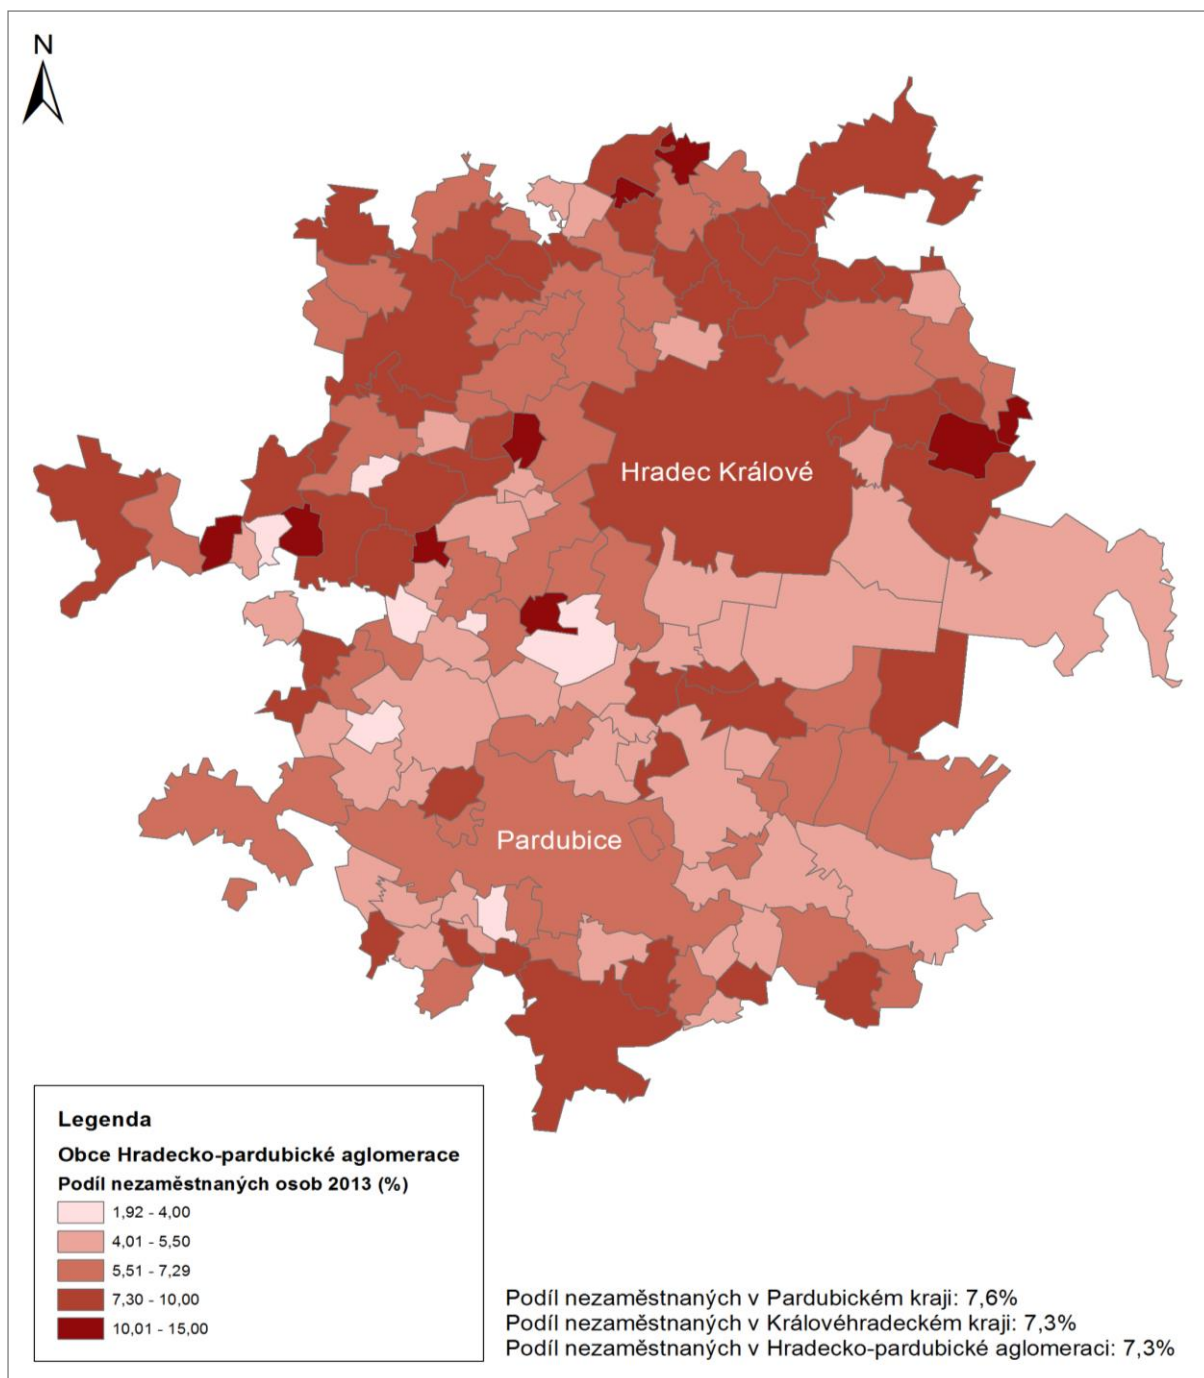 N
Hradec Králové
Pardubice
Legenda
Obce Hradecko-pardubické aglomerace
Podíl nezaměstnaných osob 2013 (%)
1,92 - 4,00
4,01 - 5,50
5,51 - 7,29
7,30 - 10,00
10,01 - 15,00
Podíl nezaměstnaných v Pardubickém kraji: 7,6%
Podíl nezaměstnaných v Královéhradeckém kraji: 7,3%
Podíl nezaměstnaných v Hradecko-pardubické aglomeraci: 7,3%